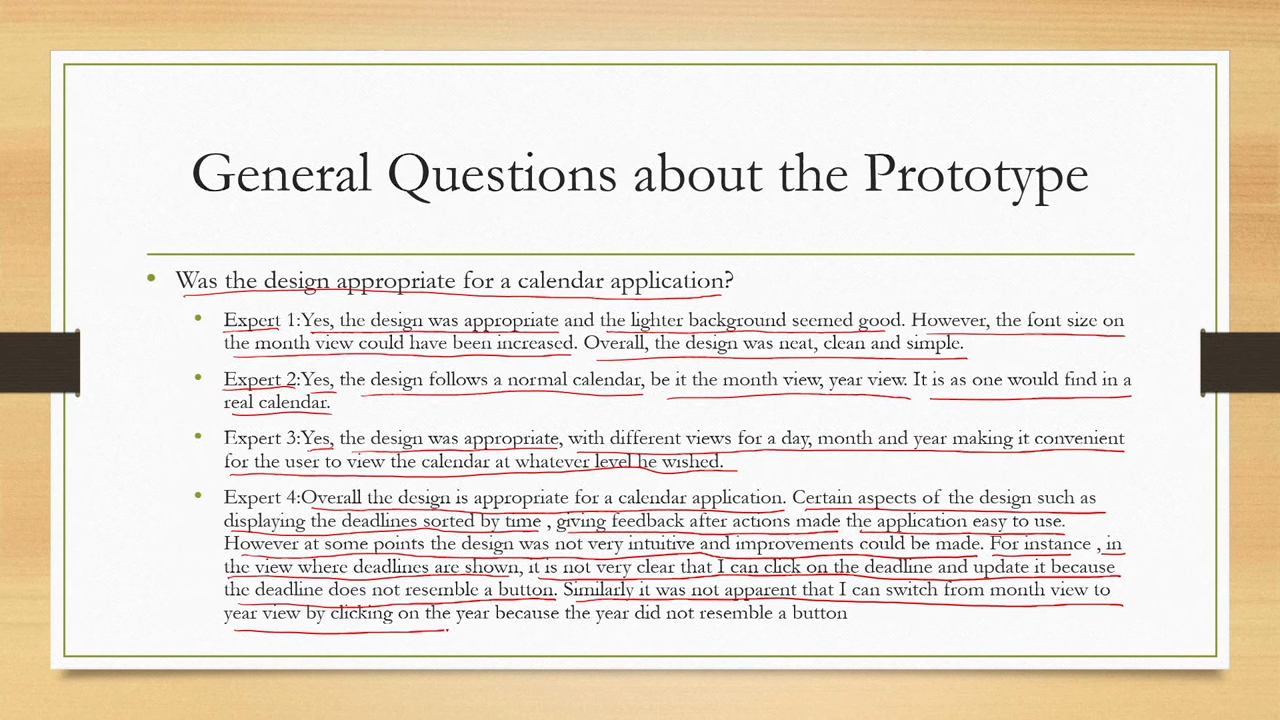 General Questions about the Prototype
• Was the design appropriate for a calendar application?
• Expert 1:Yes, the design was appropriate and the lighter background seemed good. However, the font size on
the month view could have been increased. Overall, the design was neat, clean and simple.
• Expert 2:Yes, the design follows a normal calendar, be it the month view, year view. It is as one would find in a
real calendar.
• Expert 3:Yes, the design was appropriate, with different views for a day, month and year making it convenient
for the user to view the calendar at whatever level he wished.
• Expert 4:Overall the design is appropriate for a calendar application. Certain aspects of the design such as
displaying the deadlines sorted by time , giving feedback after actions made the application easy to use.
However at some points the design was not very intuitive and improvements could be made. For instance , in
the view where deadlines are shown, it is not very clear that I can click on the deadline and update it because
the deadline does not resemble a button. Similarly it was not apparent that I can switch from month view to
year view by clicking on the year because the year did not resemble a button